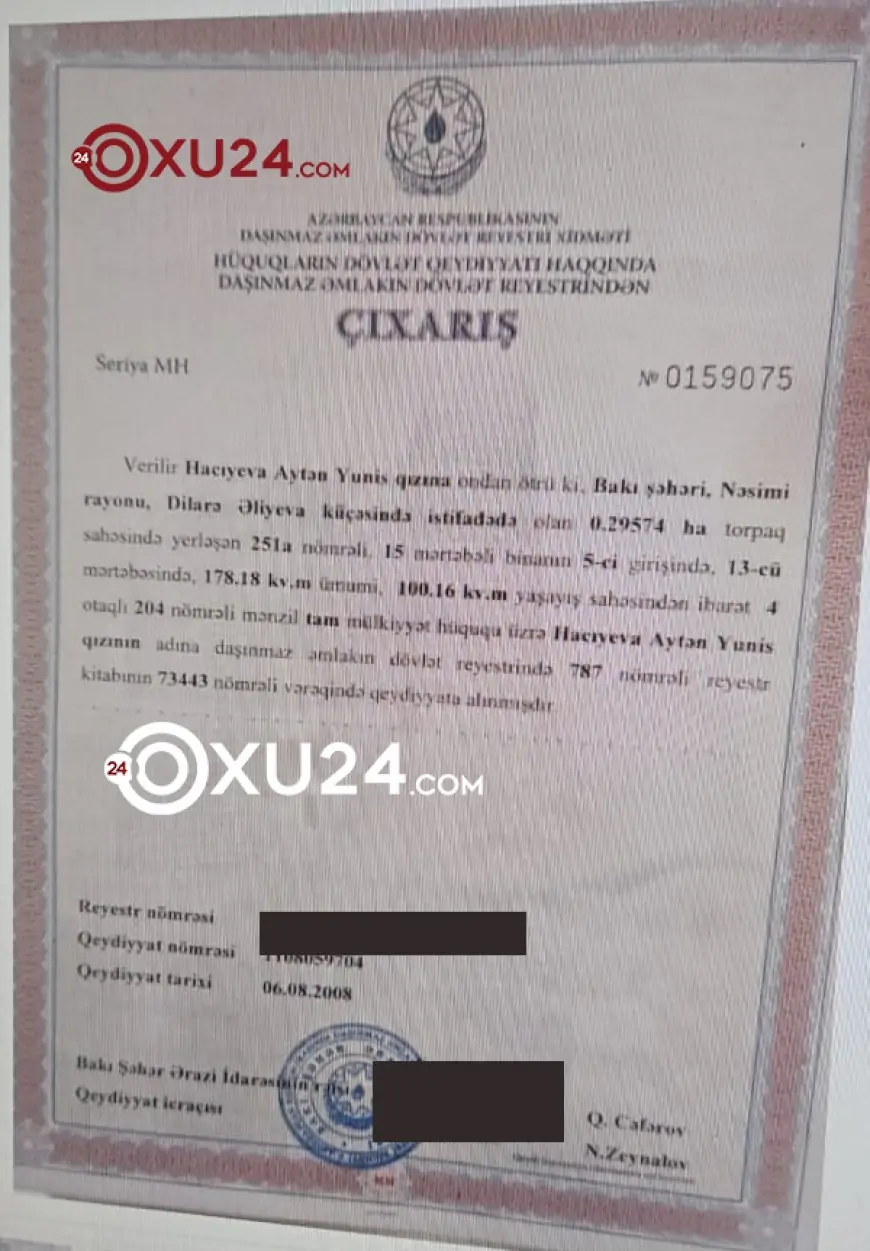 24 OXU24.COM
AZƏRBAYCAN RESPUBLİKASININ
DAŞINMAZ ƏMLAKIN DÖVLƏT REYESTRİ XİDMƏTİ
HÜQUQLARIN DÖVLƏT QEYDİYYATI HAQQINDA
DAŞINMAZ ƏMLAKIN DÖVLƏT REYESTRİNDƏN
ÇIXARIŞ
Seriya MH
№ 0159075
Verilir Hacıyeva Aytən Yunis qızına ondan ötrü ki, Bakı şəhəri, Nəsimi
rayonu, Dilarə Əliyeva küçəsində istifadədə olan 0.29574 ha torpaq
sahəsində yerləşən 251a nömrəli, 15 mərtəbəli binanın 5-ci girişində, 13-cü
mərtəbəsində, 178.18 kv.m ümumi, 100.16 kv.m yaşayış sahəsindən ibarət 4
otaqlı 204 nömrəli mənzil tam mülkiyyət hüququ üzrə Hacıyeva Aytən Yunis
qızının adına daşınmaz əmlakın dövlət reyestrində 787 nömrəli reyestr
kitabının 73443 nömrəli vərəqində qeydiyyata alınmışdır.
24 OXU24.COM
Reyestr nömrəsi
Qeydiyyat nömrəsi 1108059704
Qeydiyyat tarixi 06.08.2008
Bakı Şəhər Ərazi İdarəsinin rəisi
Q. Cəfərov
Qeydiyyat icraçısı
N.Zeynalov
MH